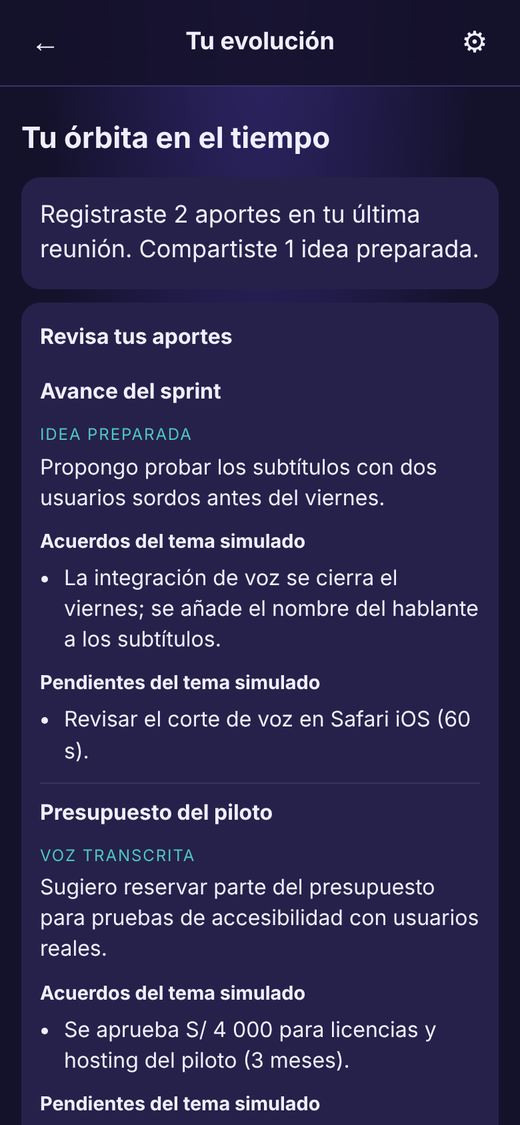 ← Tu evolución ⚙
Tu órbita en el tiempo
Registraste 2 aportes en tu última
reunión. Compartiste 1 idea preparada.
Revisa tus aportes
Avance del sprint
IDEA PREPARADA
Propongo probar los subtítulos con dos
usuarios sordos antes del viernes.
Acuerdos del tema simulado
• La integración de voz se cierra el
viernes; se añade el nombre del hablante
a los subtítulos.
Pendientes del tema simulado
• Revisar el corte de voz en Safari iOS (60
s).
Presupuesto del piloto
VOZ TRANSCRITA
Sugiero reservar parte del presupuesto
para pruebas de accesibilidad con usuarios
reales.
Acuerdos del tema simulado
• Se aprueba S/ 4 000 para licencias y
hosting del piloto (3 meses).
Pendientes del tema simulado